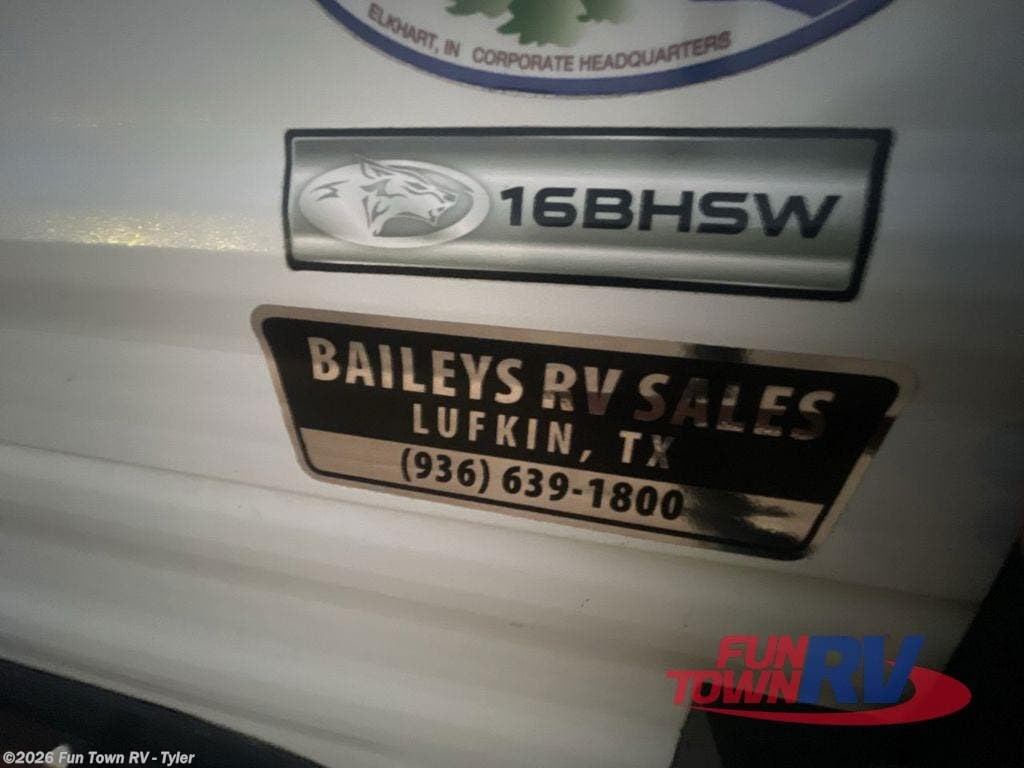 ELKHART, IN CORPORATE HEADQUARTERS
16BHSW
BAILEYS RV SALES
LUFKIN, TX
(936) 639-1800
FUN
TOWN RV
©2026 Fun Town RV - Tyler